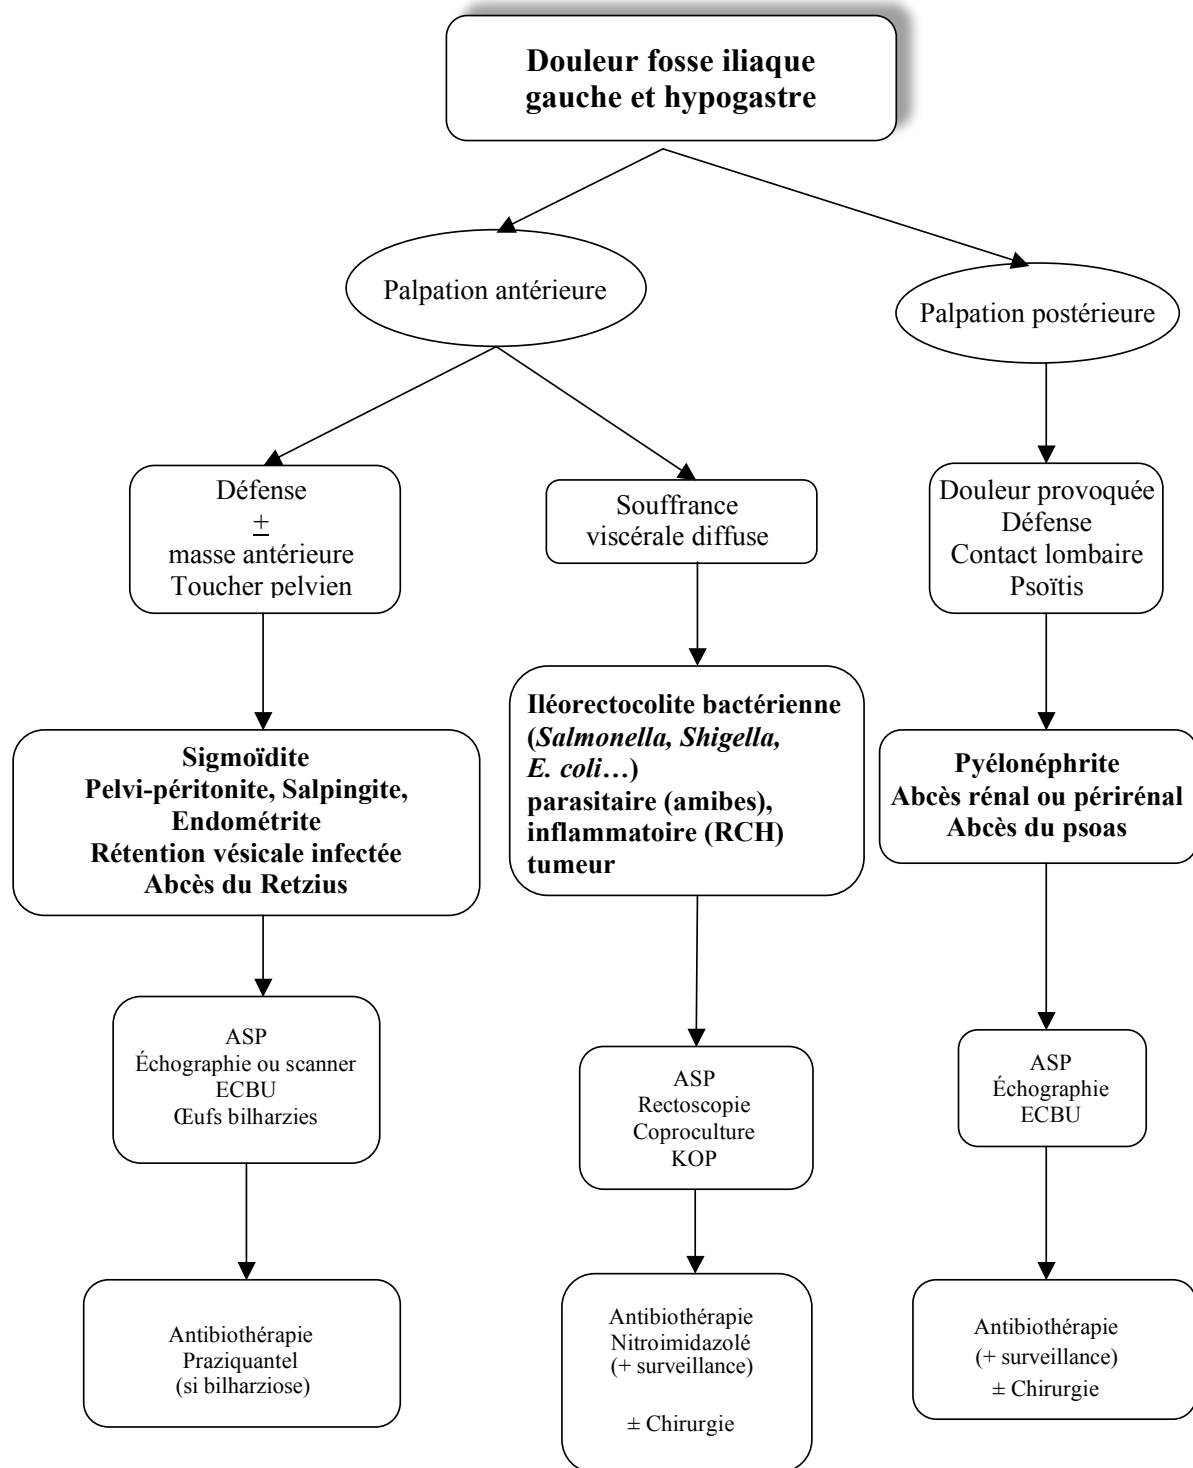 Douleur fosse iliaque
gauche et hypogastre
Palpation antérieure
Palpation postérieure
Défense
±
masse antérieure
Toucher pelvien
Souffrance
viscérale diffuse
Douleur provoquée
Défense
Contact lombaire
Psoïtis
Sigmoïdite
Pelvi-péritonite, Salpingite,
Endométrite
Rétention vésicale infectée
Abcès du Retzius
Iléorectocolite bactérienne
(Salmonella, Shigella,
E. coli…)
parasitaire (amibes),
inflammatoire (RCH)
tumeur
Pyélonéphrite
Abcès rénal ou périrénal
Abcès du psoas
ASP
Échographie ou scanner
ECBU
Œufs bilharzies
ASP
Rectoscopie
Coproculture
KOP
ASP
Échographie
ECBU
Antibiothérapie
Praziquantel
(si bilharziose)
Antibiothérapie
Nitroimidazolé
(+ surveillance)
± Chirurgie
Antibiothérapie
(+ surveillance)
± Chirurgie